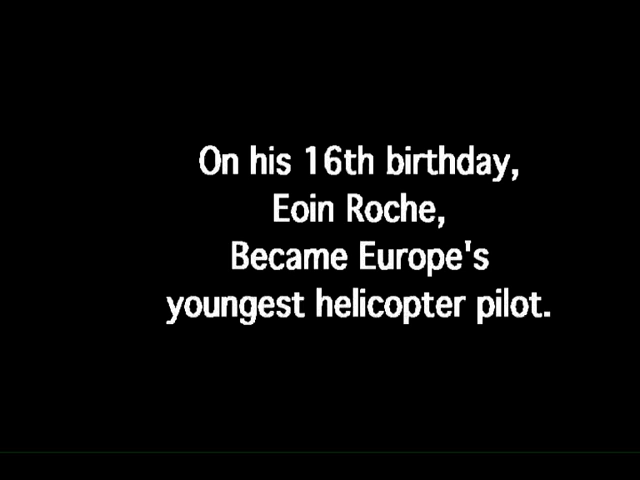 On his 16th birthday,
Eoin Roche,
Became Europe's
youngest helicopter pilot.